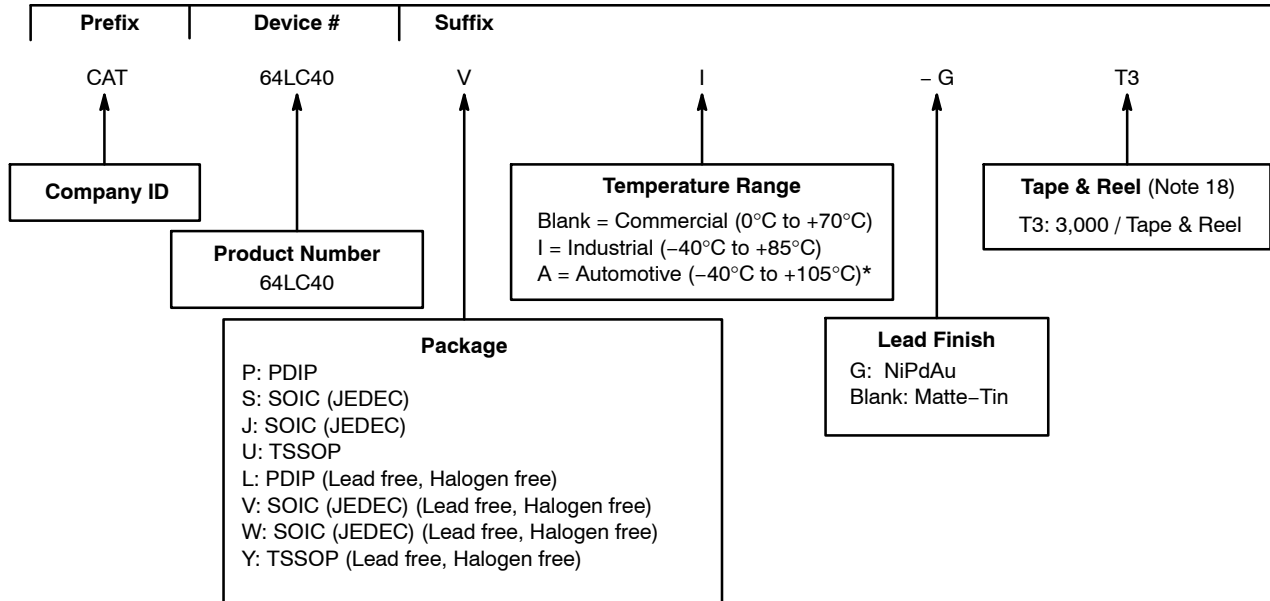 Prefix Device # Suffix
CAT 64LC40 V I − G T3
Company ID
Product Number
64LC40
Package
P: PDIP
S: SOIC (JEDEC)
J: SOIC (JEDEC)
U: TSSOP
L: PDIP (Lead free, Halogen free)
V: SOIC (JEDEC) (Lead free, Halogen free)
W: SOIC (JEDEC) (Lead free, Halogen free)
Y: TSSOP (Lead free, Halogen free)
Temperature Range
Blank = Commercial (0°C to +70°C)
I = Industrial (−40°C to +85°C)
A = Automotive (−40°C to +105°C)*
Lead Finish
G: NiPdAu
Blank: Matte−Tin
Tape & Reel (Note 18)
T3: 3,000 / Tape & Reel